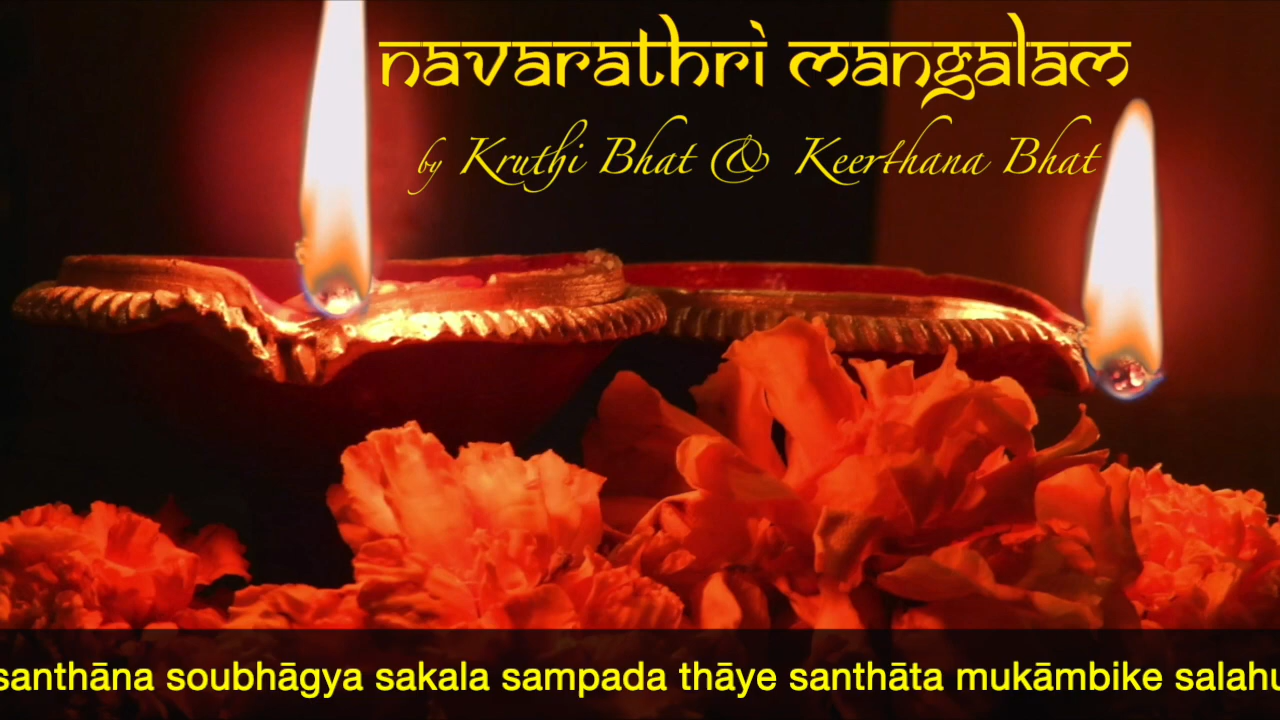 navarathri mangalam
by Kruthi Bhat & Keerthana Bhat
santhāna soubhāgya sakala sampada thāye santhāta mukāmbike salahu